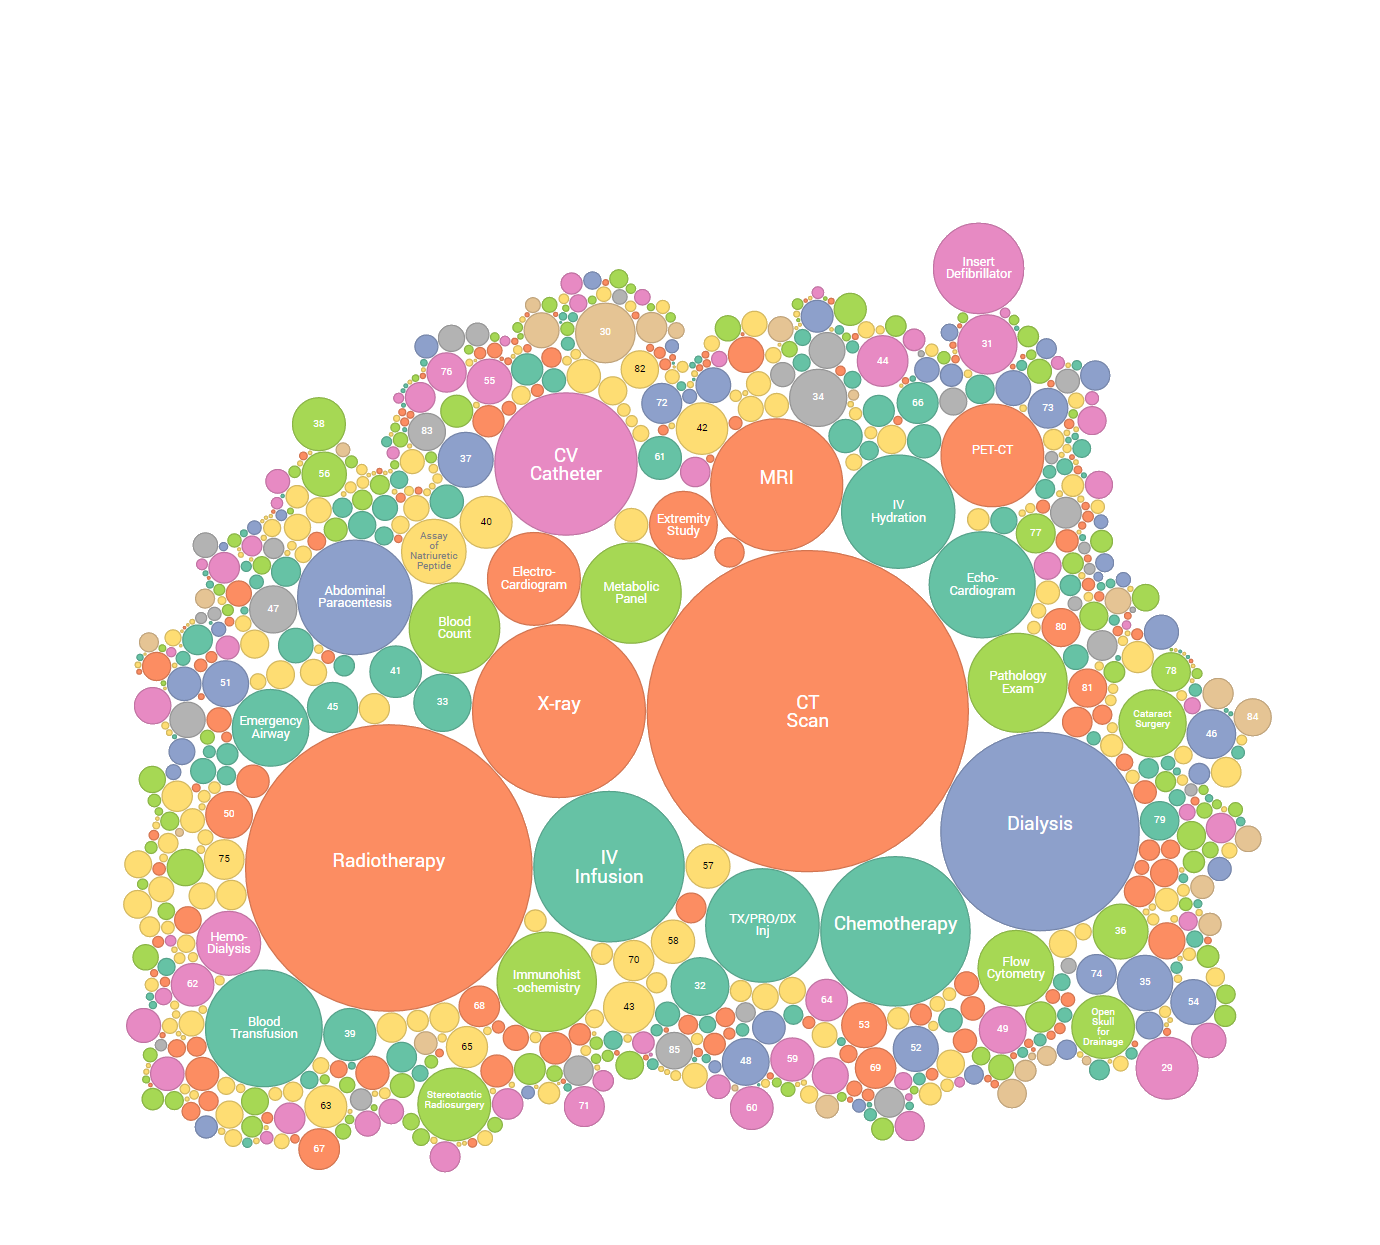 Insert
Defibrillator
30
31
44
82
76
55
34
66
72
73
38
83
42
PET-CT
37
61
CV
Catheter
MRI
56
IV
Hydration
40
Extremity
Study
77
Assay
of
Natriuretic
Peptide
Electro-
Cardiogram
Echo-
Cardiogram
Metabolic
Panel
Abdominal
Paracentesis
47
Blood
Count
80
41
78
51
Pathology
Exam
81
33
45
X-ray
CT
Scan
Cataract
Surgery
84
Emergency
Airway
46
50
79
Dialysis
75
Radiotherapy
IV
Infusion
57
TX/PRO/DX
Inj
Chemotherapy
36
Hemo-
Dialysis
58
70
Flow
Cytometry
74
Immunohist
-ochemistry
62
32
35
64
54
68
43
Blood
Transfusion
39
53
49
Open
Skull
for
Drainage
65
85
52
48
59
69
29
Stereotactic
Radiosurgery
63
71
60
67